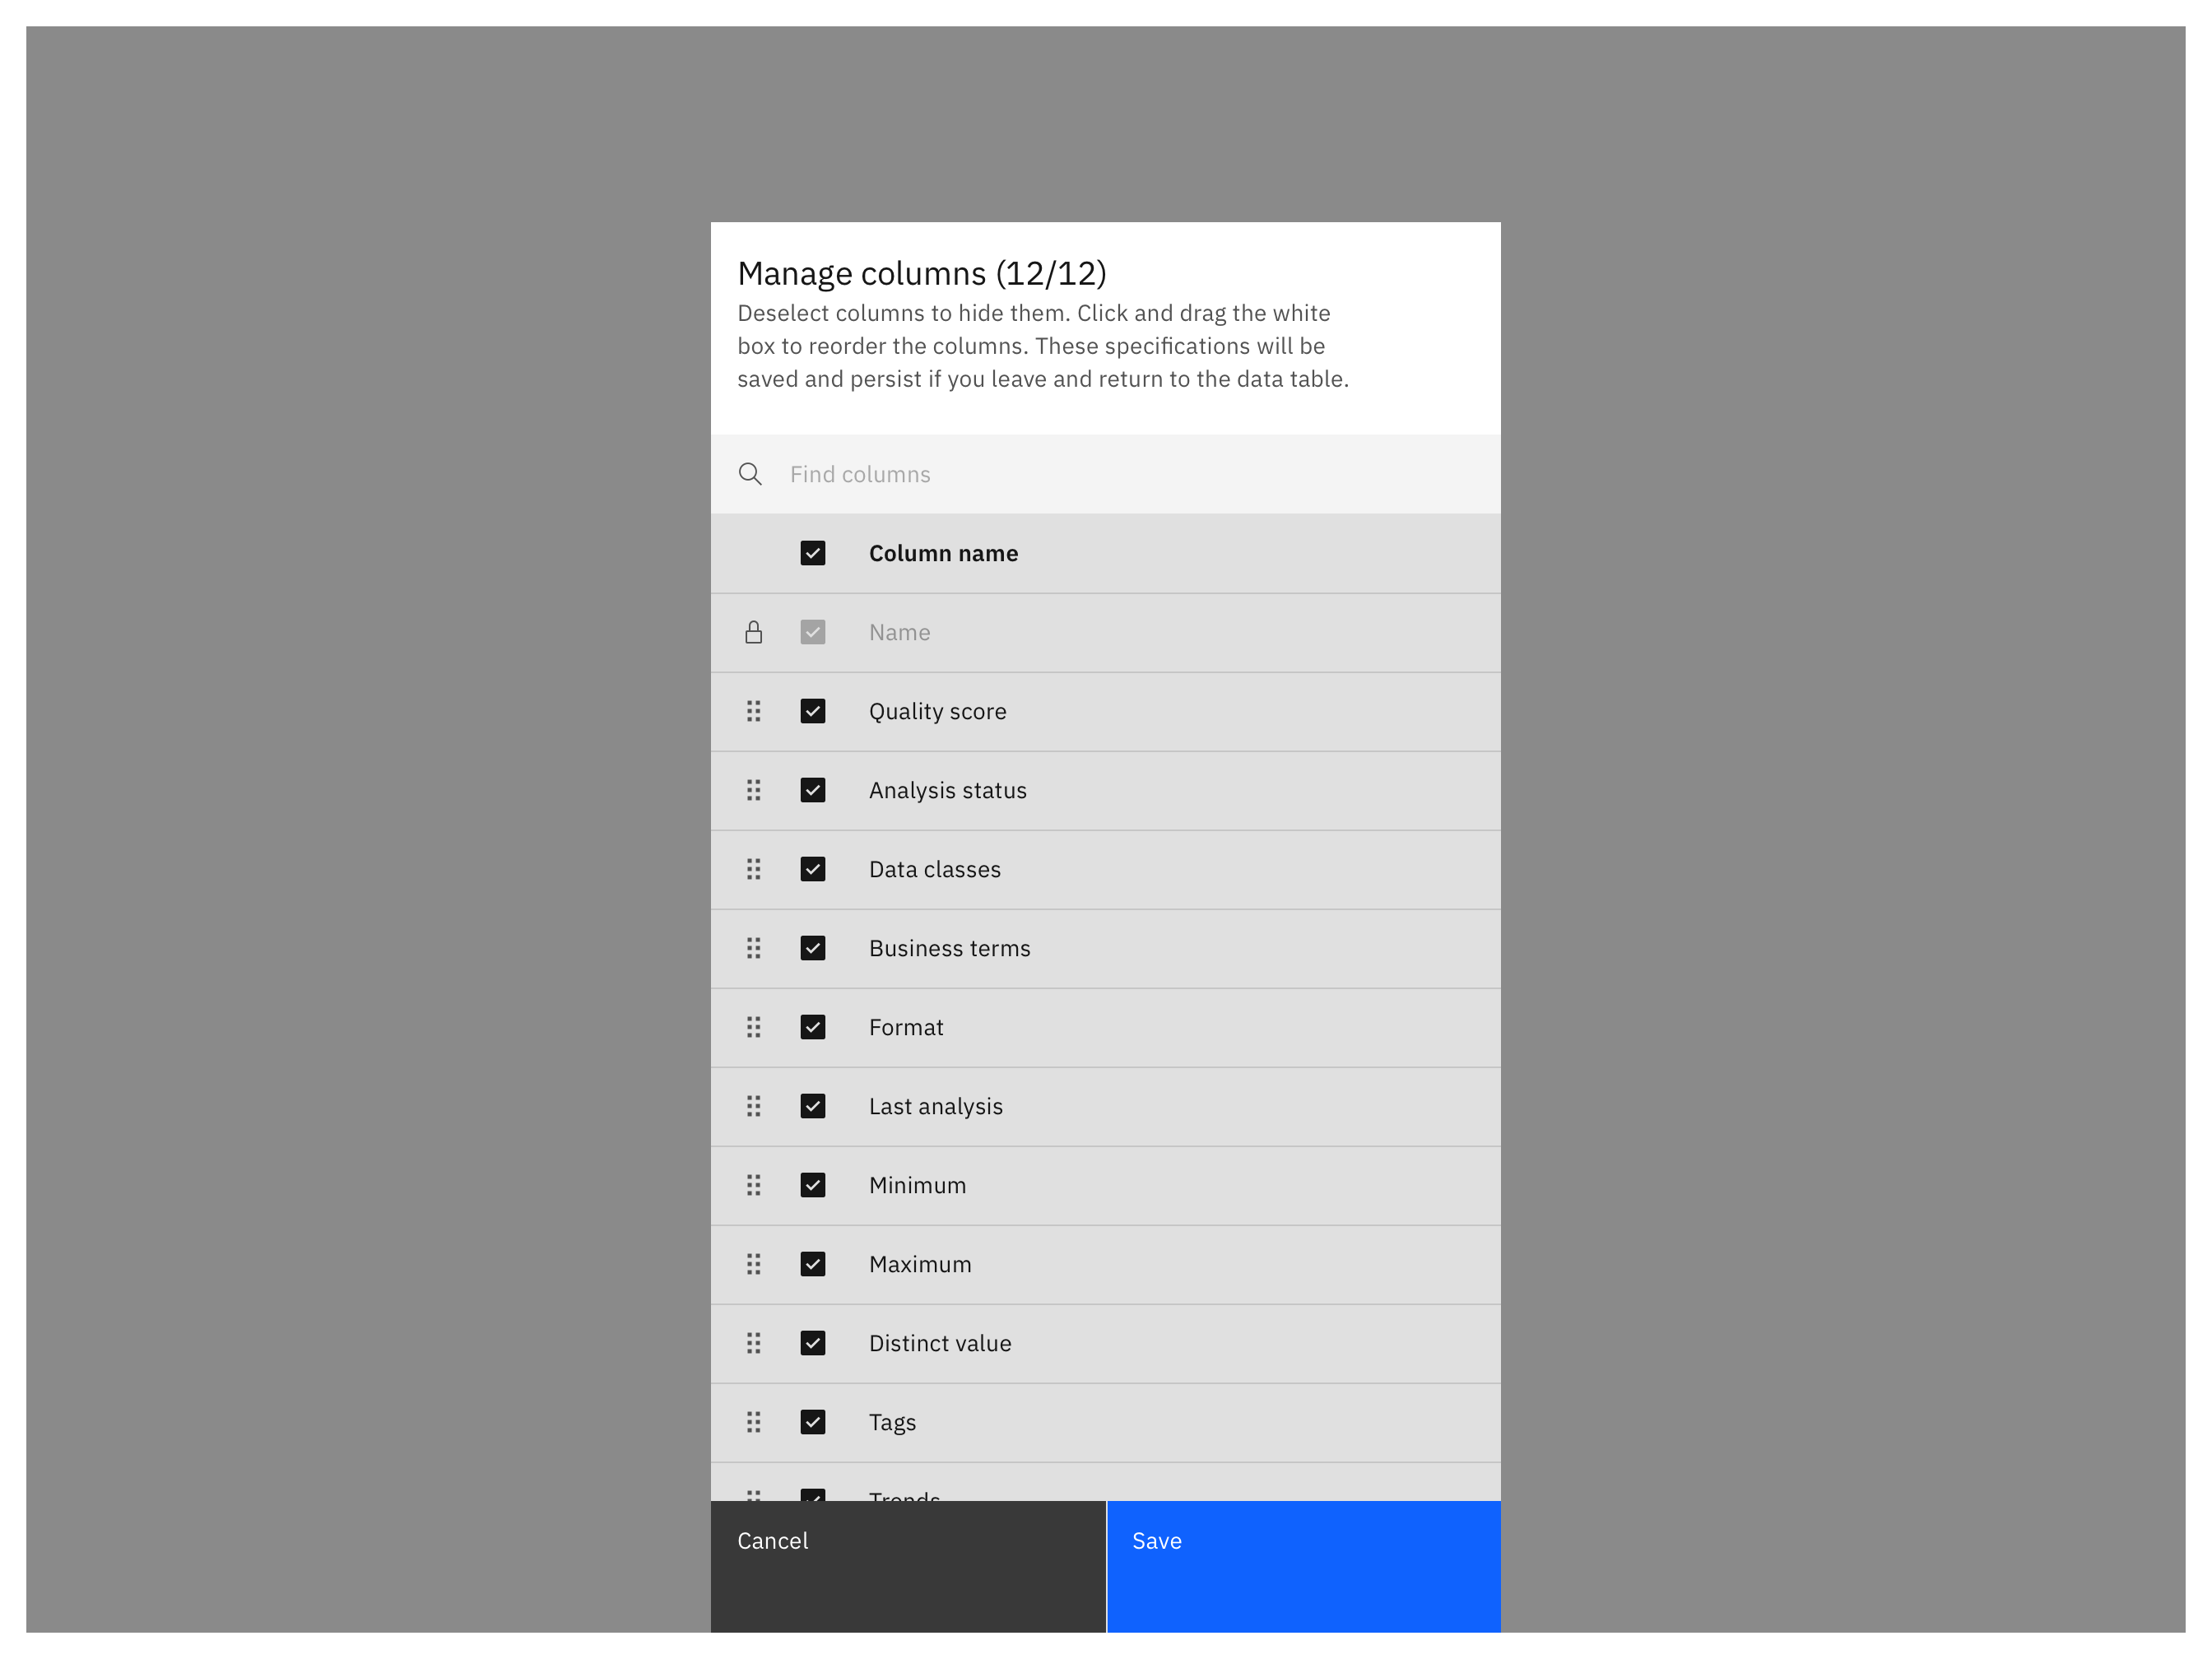 Manage columns (12/12)
Deselect columns to hide them. Click and drag the white
box to reorder the columns. These specifications will be
saved and persist if you leave and return to the data table.
Find columns
Column name
Name
Quality score
Analysis status
Data classes
Business terms
Format
Last analysis
Minimum
Maximum
Distinct value
Tags
Trends
Cancel
Save